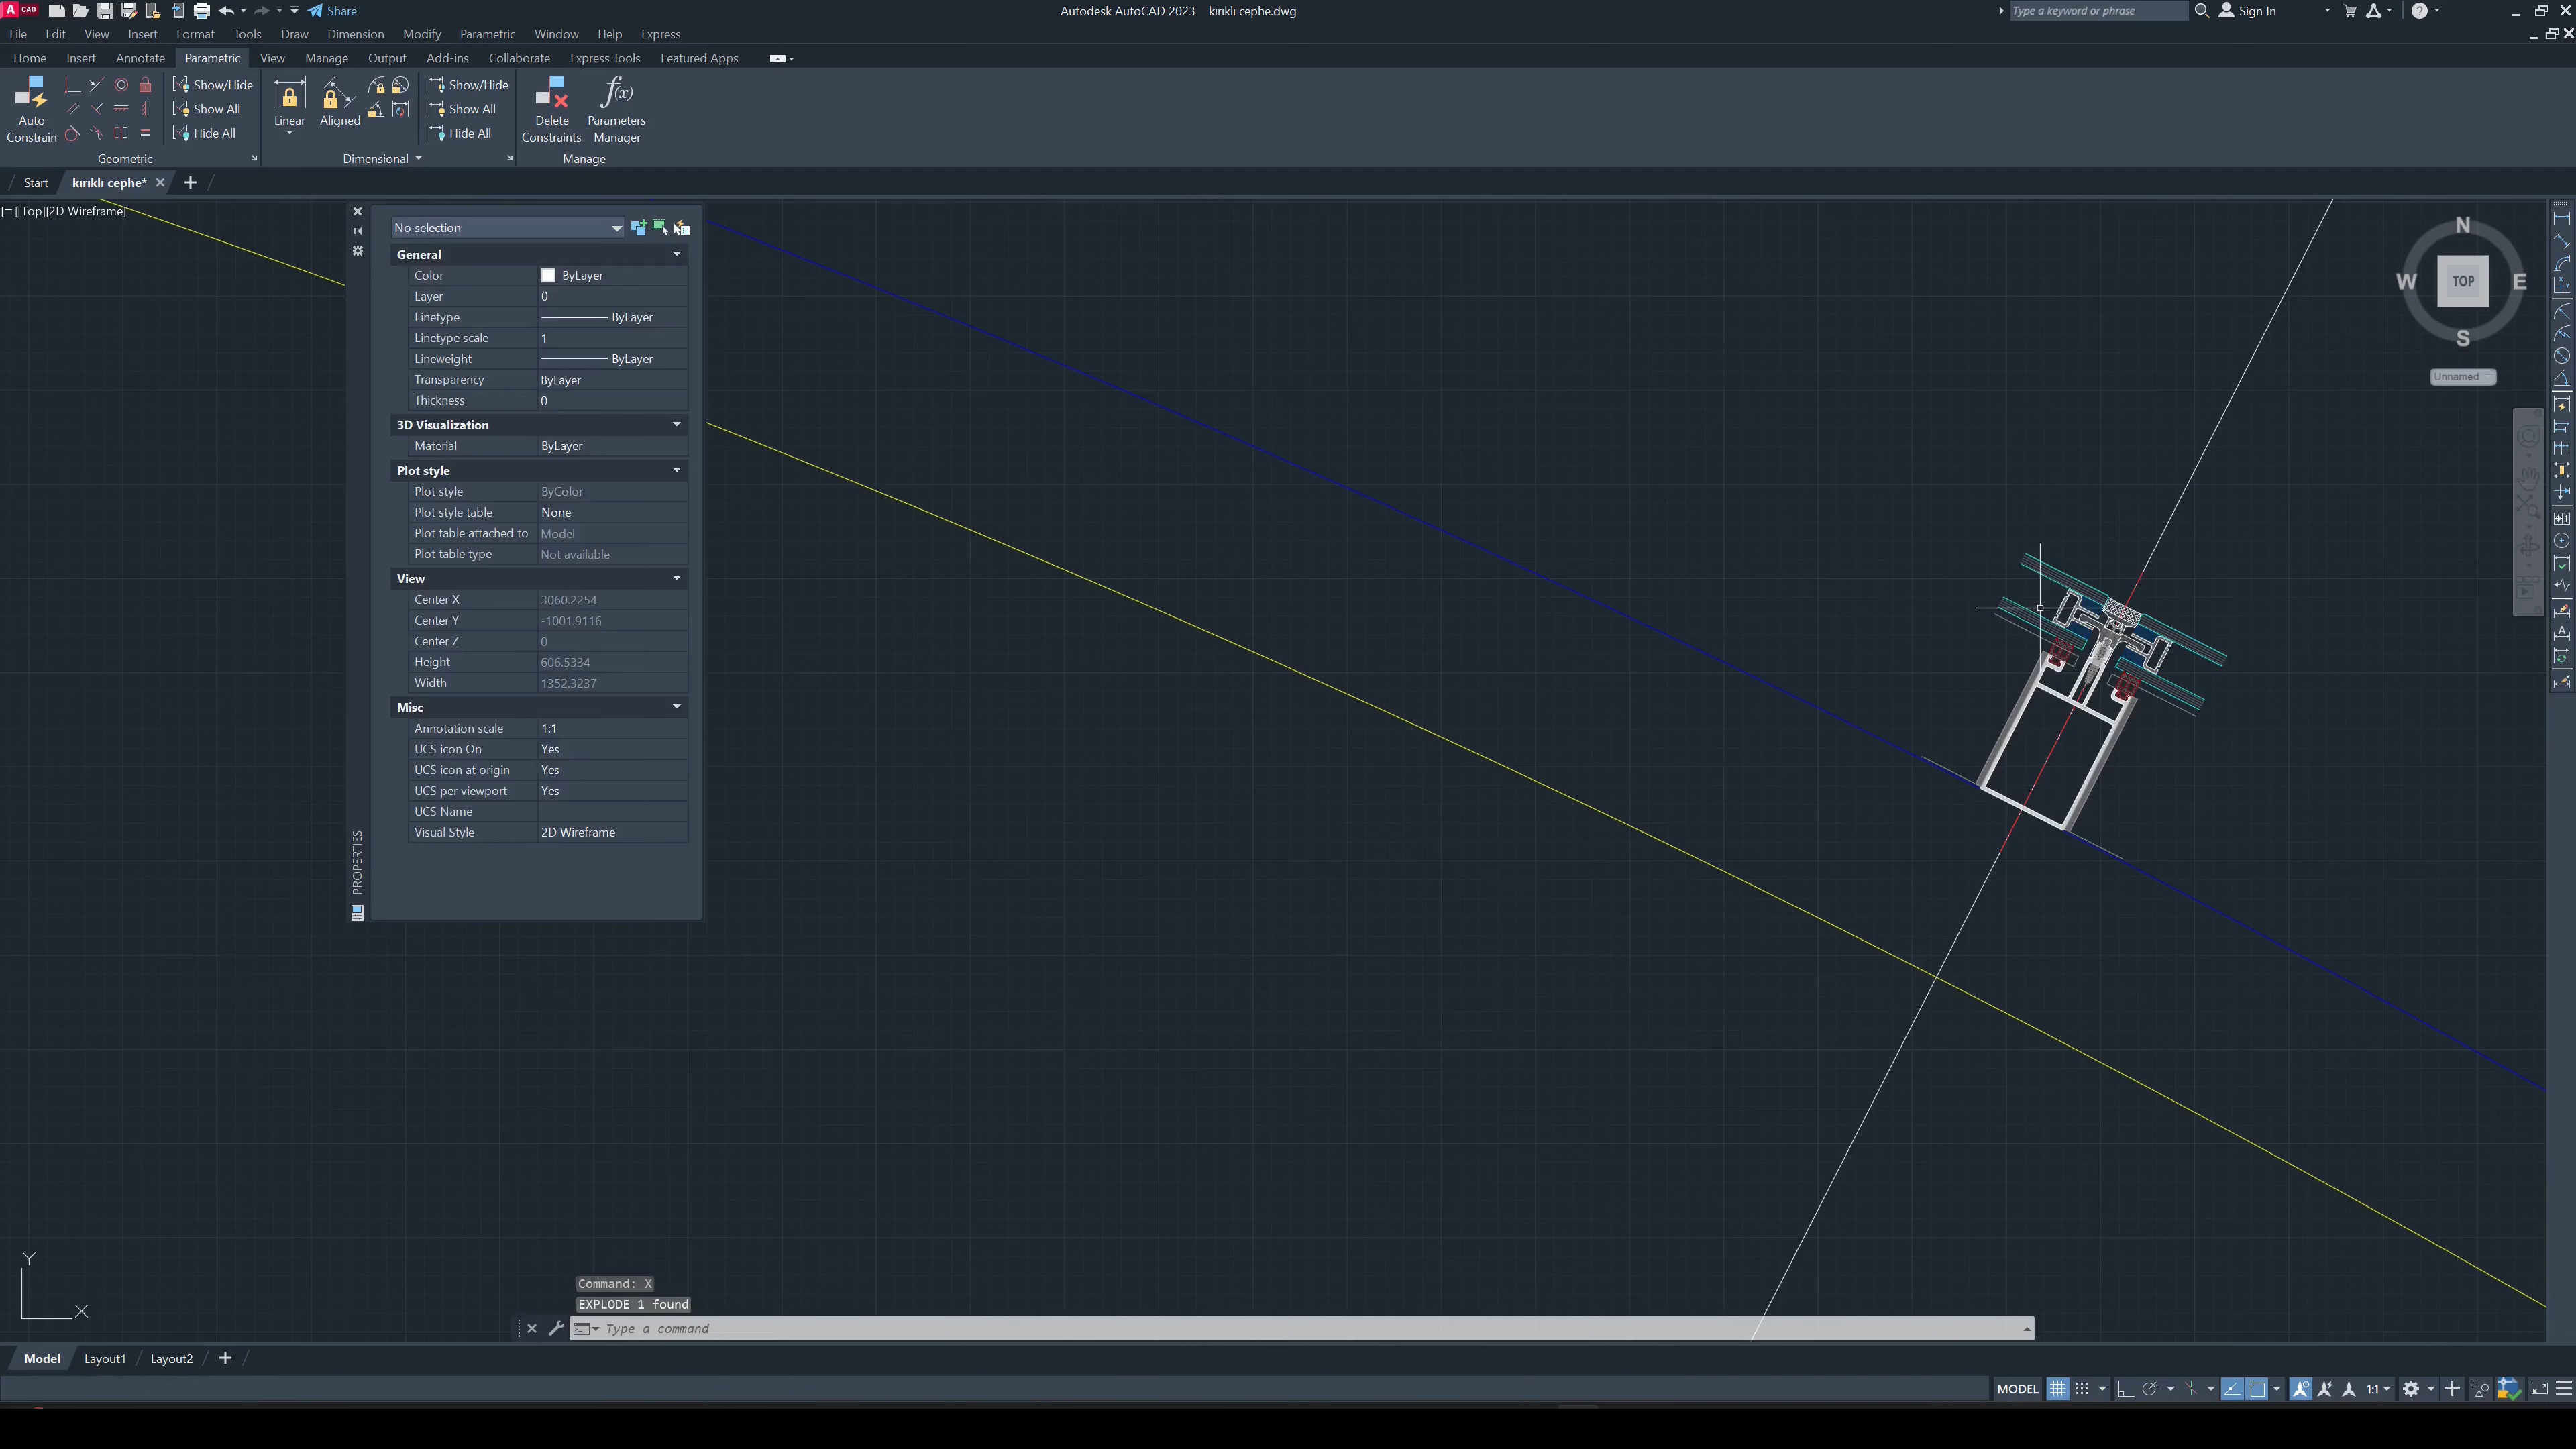 A CAD Share Autodesk AutoCAD 2023 kırıklı cephe.dwg Type a keyword or phrase Sign In
File Edit View Insert Format Tools Draw Dimension Modify Parametric Window Help Express
Home Insert Annotate Parametric View Manage Output Add-ins Collaborate Express Tools Featured Apps
Auto Constrain
Show/Hide
Show All
Hide All
Geometric
Linear
Aligned
Show/Hide
Show All
Hide All
Dimensional
Delete Constraints
f(x)
Parameters Manager
Manage
Start kırıklı cephe*
[−][Top][2D Wireframe]
No selection
General
Color ByLayer
Layer 0
Linetype ByLayer
Linetype scale 1
Lineweight ByLayer
Transparency ByLayer
Thickness 0
3D Visualization
Material ByLayer
Plot style
Plot style ByColor
Plot style table None
Plot table attached to Model
Plot table type Not available
View
Center X 3060.2254
Center Y -1001.9116
Center Z 0
Height 606.5334
Width 1352.3237
Misc
Annotation scale 1:1
UCS icon On Yes
UCS icon at origin Yes
UCS per viewport Yes
UCS Name
Visual Style 2D Wireframe
PROPERTIES
N
W TOP E
S
Unnamed
Y
X
Command: X
EXPLODE 1 found
Type a command
Model Layout1 Layout2
MODEL 1:1